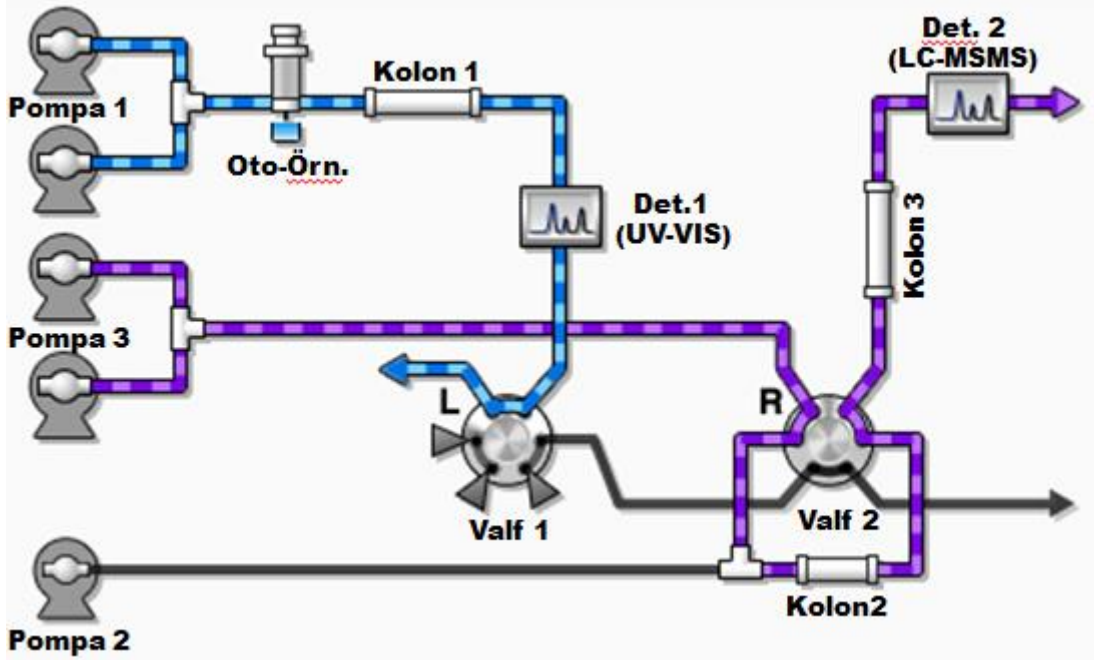 Det. 2
(LC-MSMS)
Kolon 1
Pompa 1
Oto-Örn.
Det.1
(UV-VIS)
Kolon 3
Pompa 3
L
R
Valf 1
Valf 2
Kolon2
Pompa 2